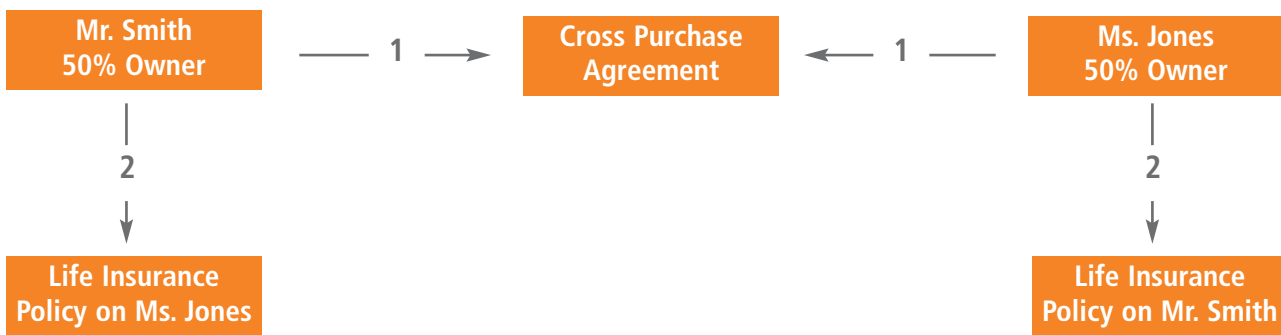 Mr. Smith
50% Owner
1
Cross Purchase
Agreement
1
Ms. Jones
50% Owner
2
2
Life Insurance
Policy on Ms. Jones
Life Insurance
Policy on Mr. Smith